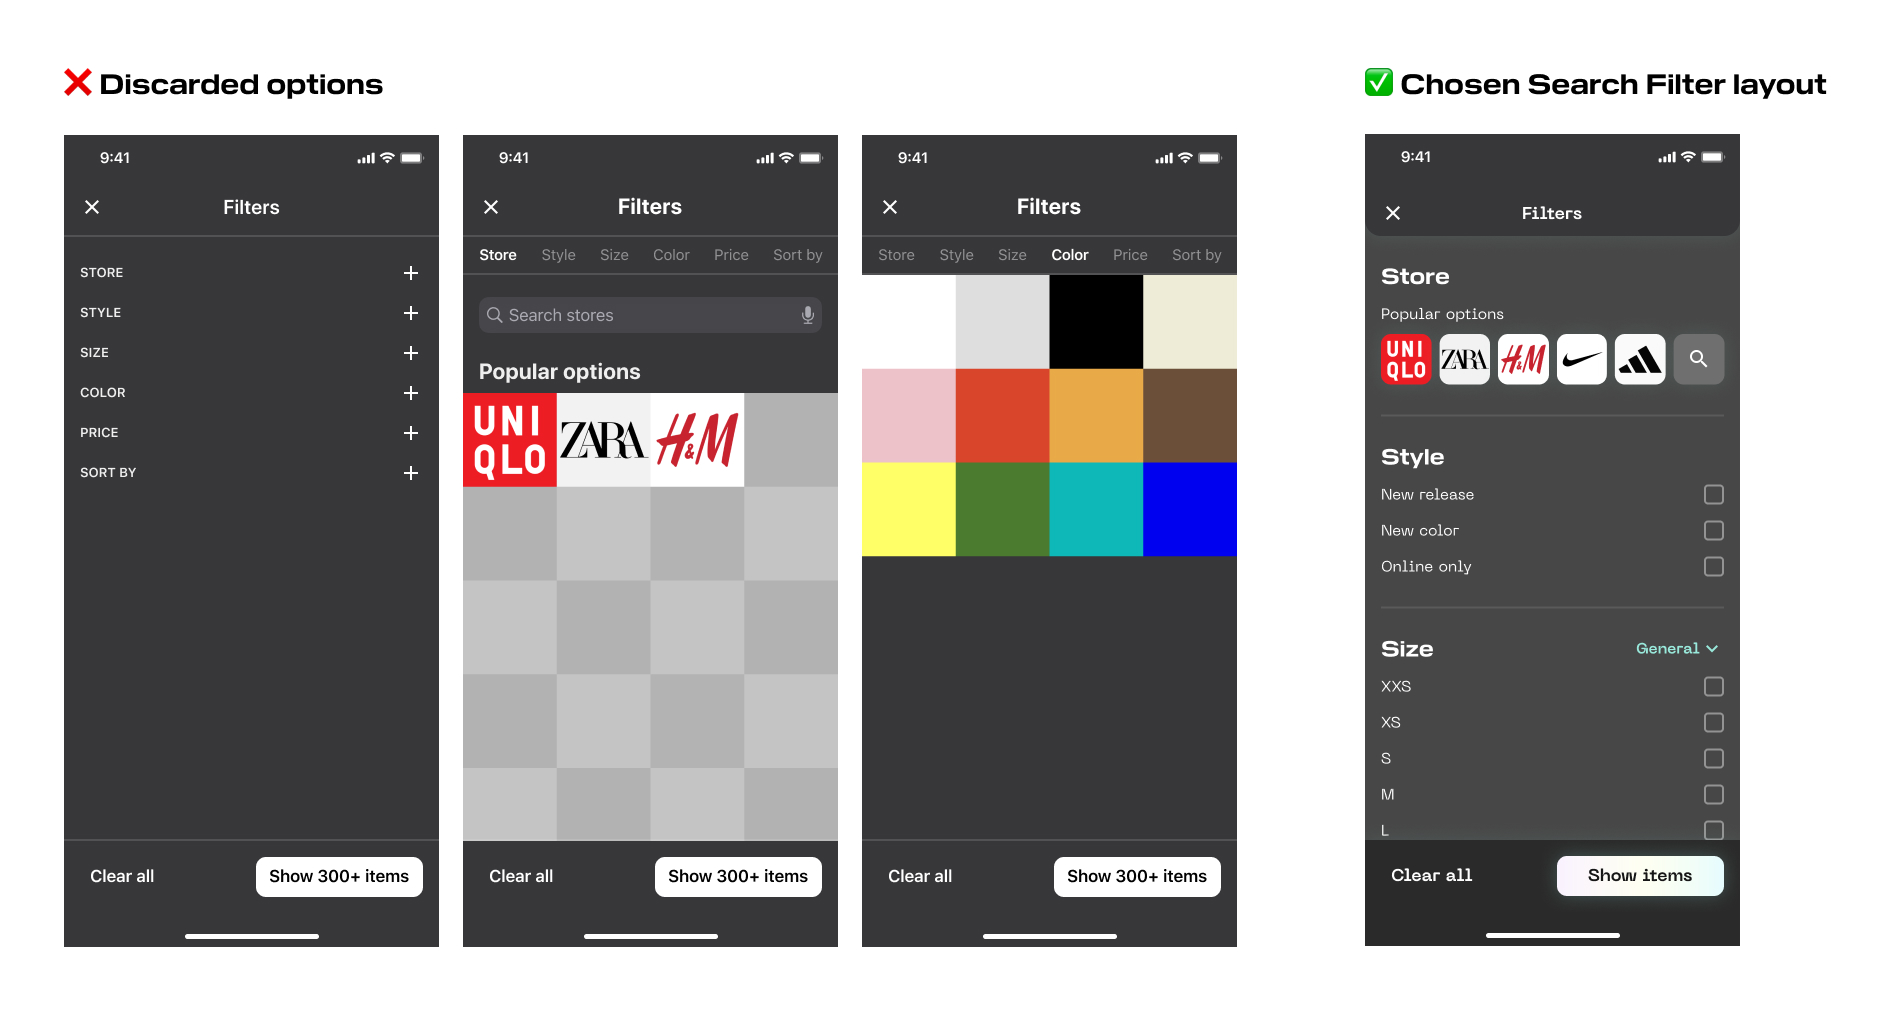 ❌ Discarded options
✅ Chosen Search Filter layout
9:41
Filters
STORE
STYLE
SIZE
COLOR
PRICE
SORT BY
Clear all
Show 300+ items
9:41
Filters
Store Style Size Color Price Sort by
Search stores
Popular options
UNI
QLO
ZARA
H&M
Clear all
Show 300+ items
9:41
Filters
Store Style Size Color Price Sort by
Clear all
Show 300+ items
9:41
Filters
Store
Popular options
UNI
QLO
ZARA
H&M
Style
New release
New color
Online only
Size
General
XXS
XS
S
M
L
Clear all
Show items